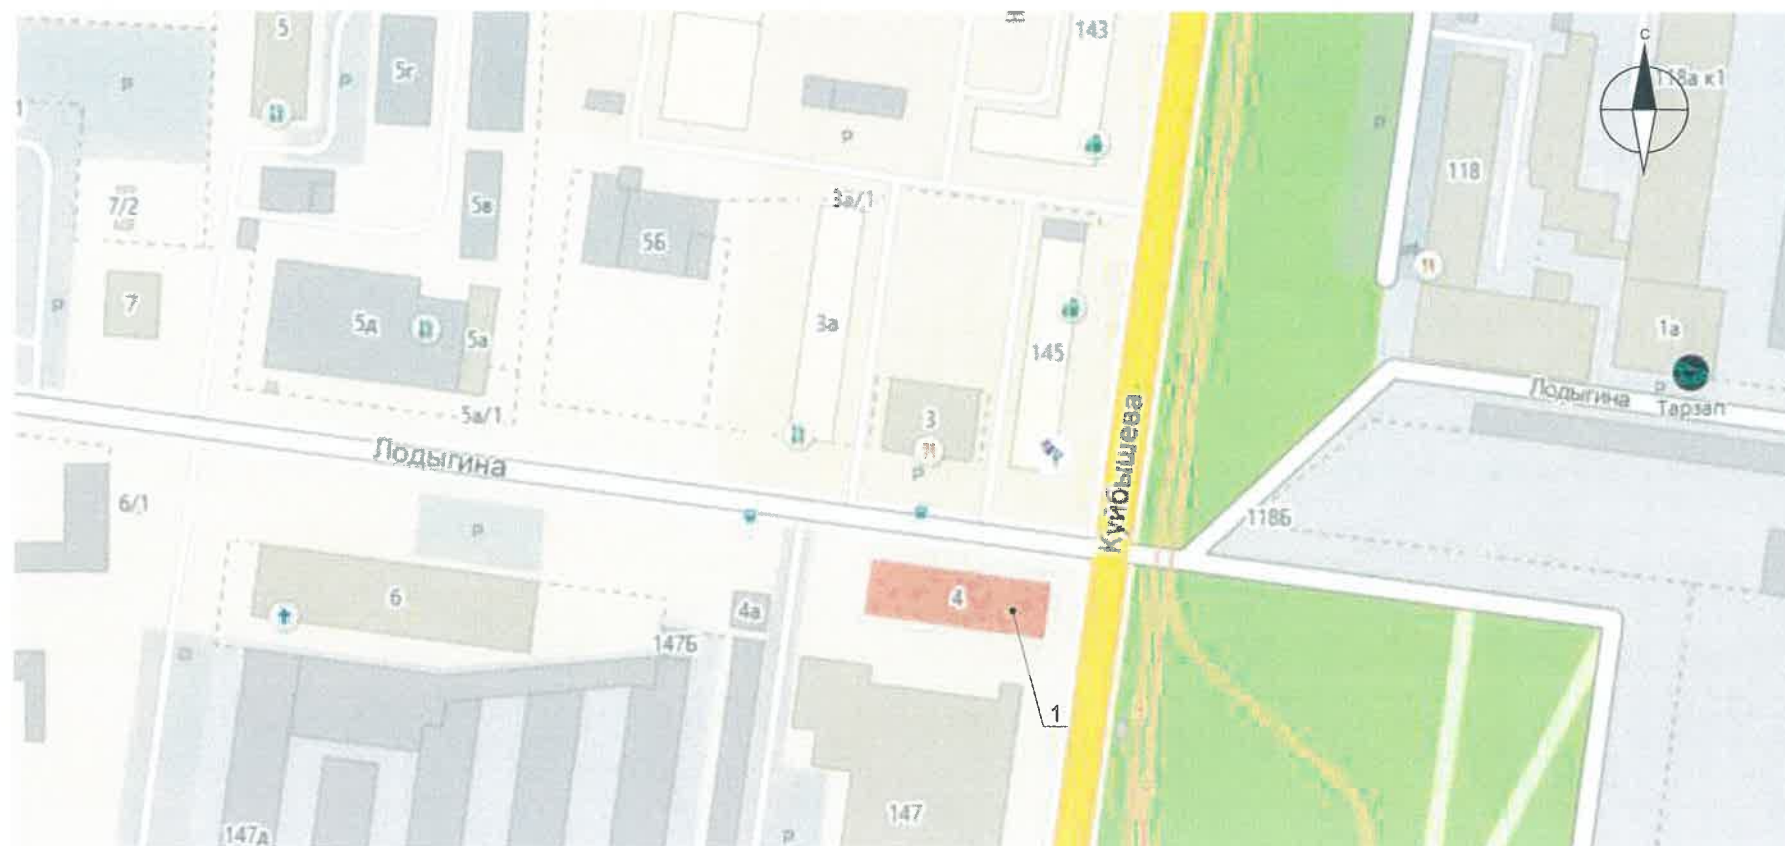 5
5г
143
С
118а к1
Р
Р
Р
Р
118
7/2
5в
3а/1
5Б
Р
7
5д
5а
3а
145
1а
Р
Лодыгина
Тарзап
5а/1
3
Р
Куйбышева
Лодыгина
6/1
Р
118Б
6
4а
4
147Б
1
147
147д
Р